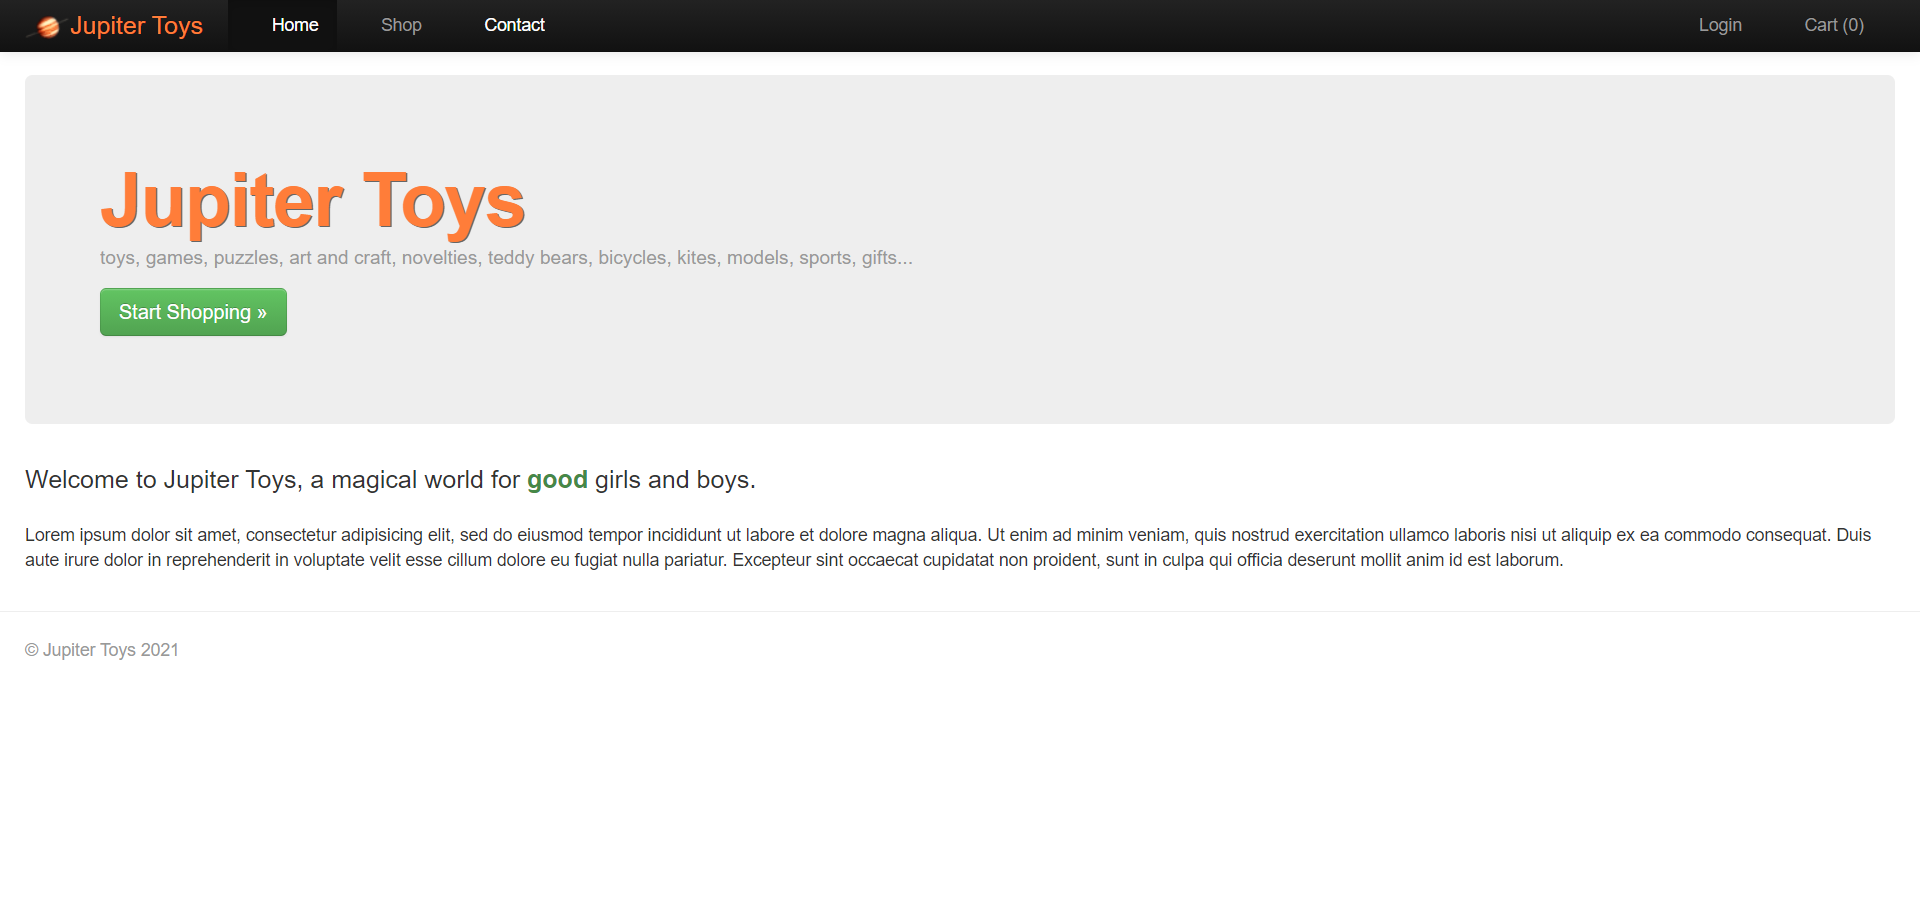 Jupiter Toys Home Shop Contact Login Cart (0)
Jupiter Toys
toys, games, puzzles, art and craft, novelties, teddy bears, bicycles, kites, models, sports, gifts...
Start Shopping »
Welcome to Jupiter Toys, a magical world for good girls and boys.
Lorem ipsum dolor sit amet, consectetur adipisicing elit, sed do eiusmod tempor incididunt ut labore et dolore magna aliqua. Ut enim ad minim veniam, quis nostrud exercitation ullamco laboris nisi ut aliquip ex ea commodo consequat. Duis
aute irure dolor in reprehenderit in voluptate velit esse cillum dolore eu fugiat nulla pariatur. Excepteur sint occaecat cupidatat non proident, sunt in culpa qui officia deserunt mollit anim id est laborum.
© Jupiter Toys 2021